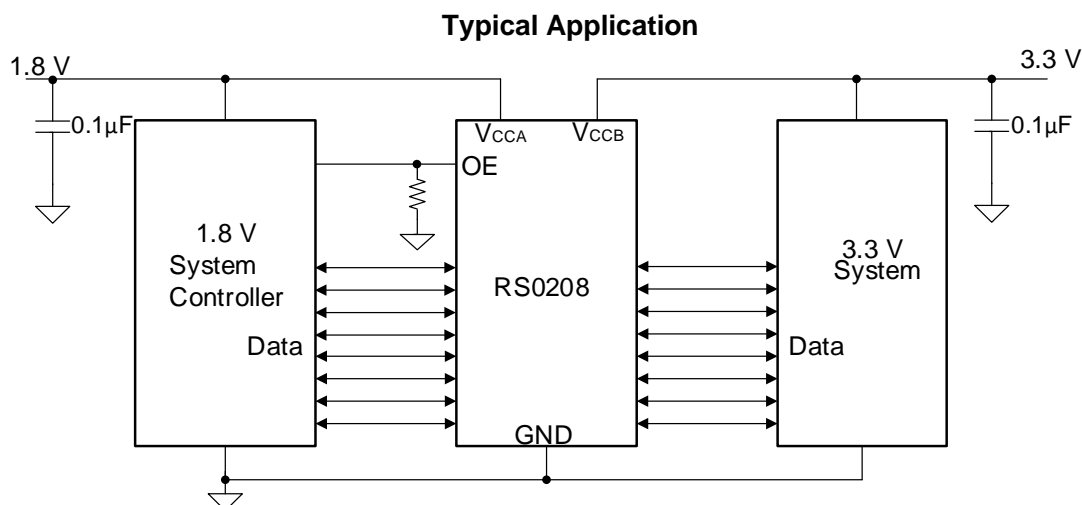 Typical Application
1.8 V
3.3 V
0.1µF
VCCA
VCCB
0.1µF
OE
1.8 V
System
Controller
Data
RS0208
GND
3.3 V
System
Data